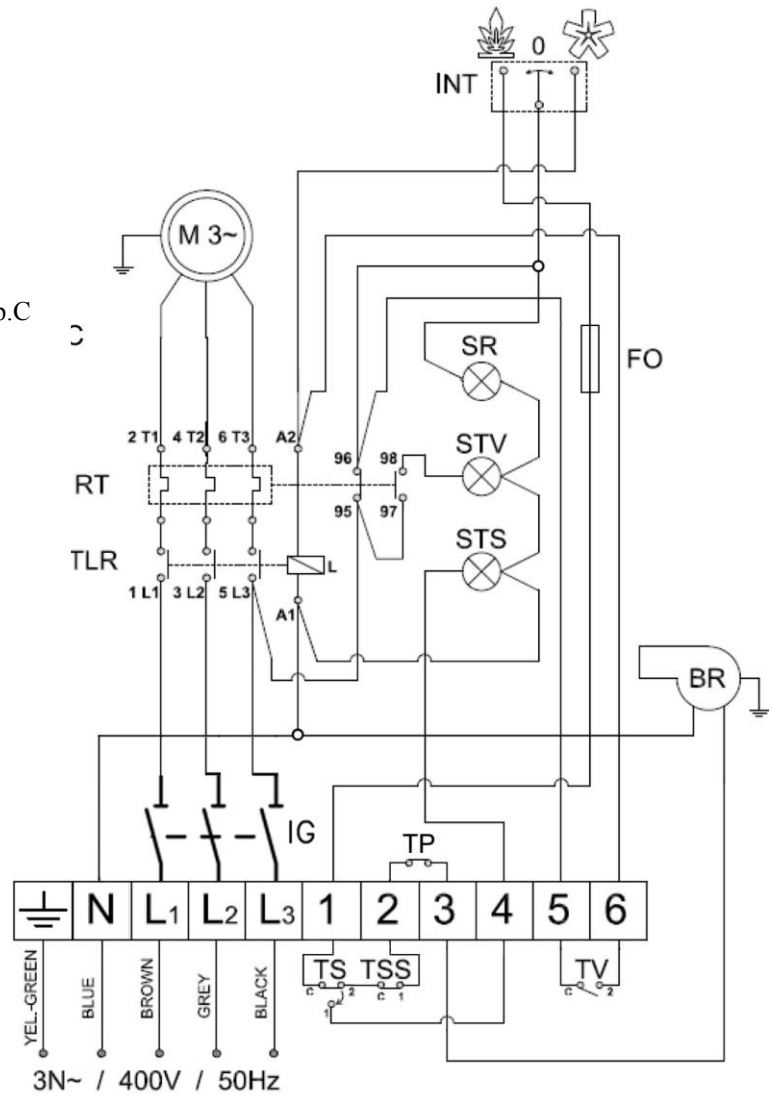 0
INT
M 3~
o.C
SR
FO
2 T1 4 T2 6 T3 A2
96 98
STV
RT
95 97
STS
TLR
L
1 L1 3 L2 5 L3
A1
BR
IG
TP
N L1 L2 L3 1 2 3 4 5 6
TS TSS TV
C 2 C 1 C 2
1
YEL.-GREEN
BLUE
BROWN
GREY
BLACK
3N~ / 400V / 50Hz